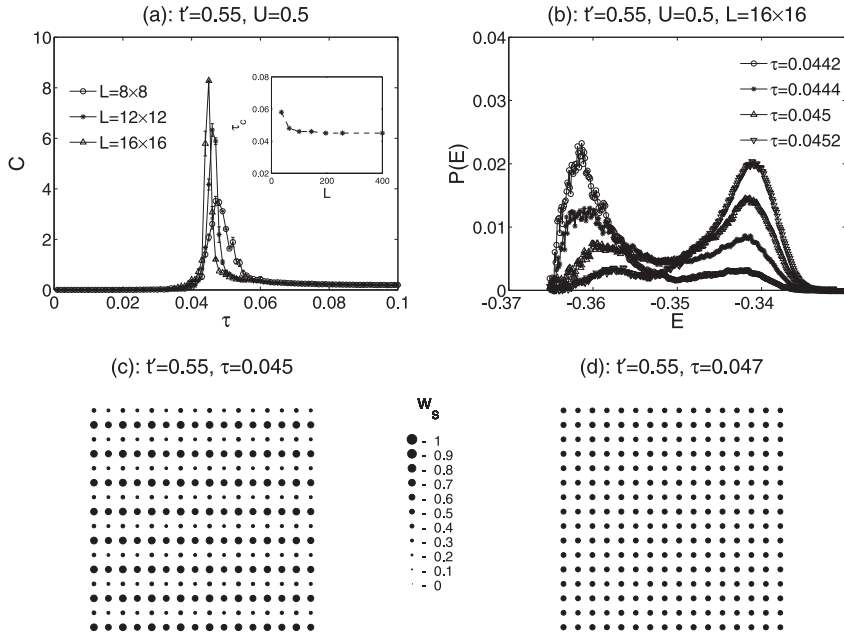 (a): t′=0.55, U=0.5
10
8
6
4
2
0
C
L=8×8
L=12×12
L=16×16
0.08
0.06
0.04
0.02
τc
0
200
400
L
0
0.02
0.04
0.06
0.08
0.1
τ
(b): t′=0.55, U=0.5, L=16×16
0.04
0.03
0.02
0.01
0
P(E)
τ=0.0442
τ=0.0444
τ=0.045
τ=0.0452
-0.37
-0.36
-0.35
-0.34
E
(c): t′=0.55, τ=0.045
ws
- 1
- 0.9
- 0.8
- 0.7
- 0.6
- 0.5
- 0.4
- 0.3
- 0.2
- 0.1
- 0
(d): t′=0.55, τ=0.047